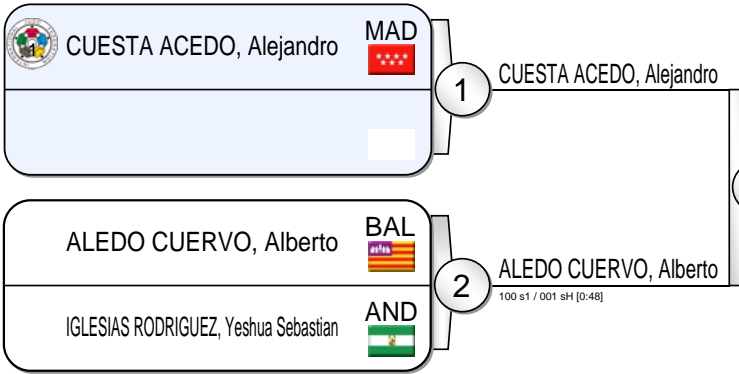 1 CUESTA ACEDO, Alejandro MAD
1 CUESTA ACEDO, Alejandro
ALEDO CUERVO, Alberto BAL
2 ALEDO CUERVO, Alberto
100 s1 / 001 sH [0:48]
IGLESIAS RODRIGUEZ, Yeshua Sebastian AND